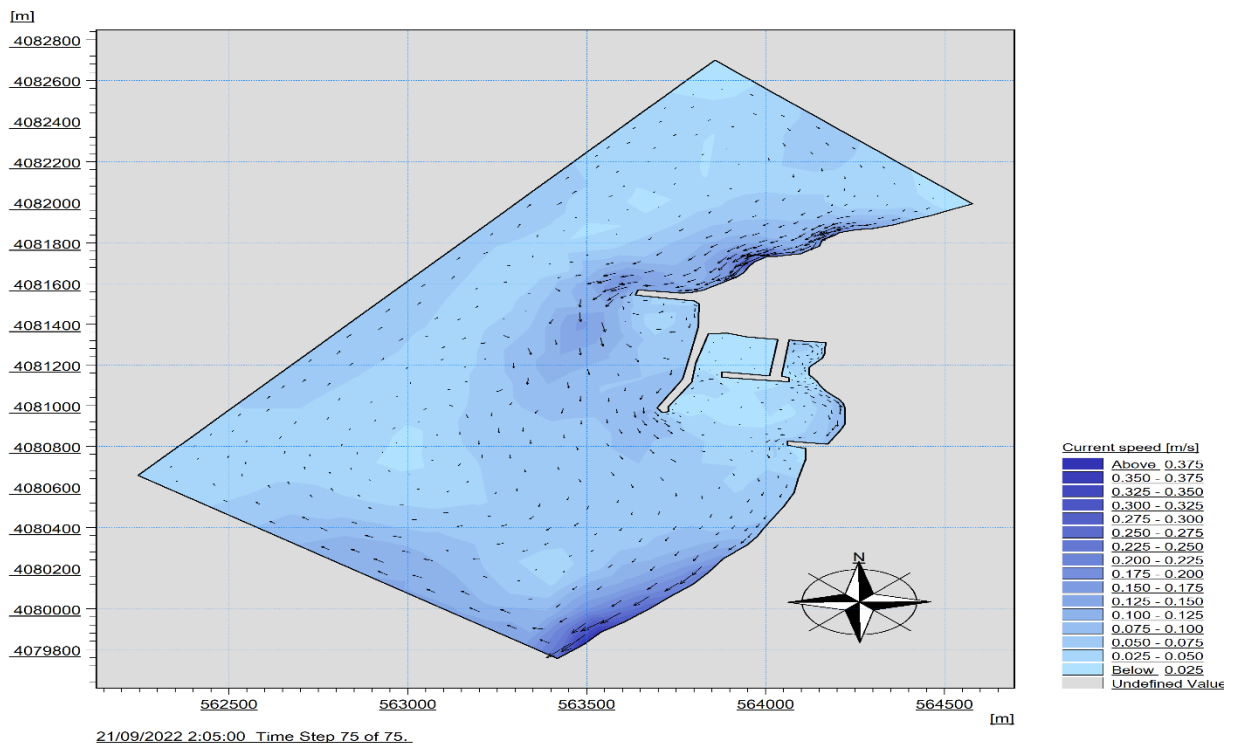 [m]
4082800
4082600
4082400
4082200
4082000
4081800
4081600
4081400
4081200
4081000
4080800
4080600
4080400
4080200
4080000
4079800
562500 563000 563500 564000 564500
[m]
21/09/2022 2:05:00 Time Step 75 of 75.
N
Current speed [m/s]
Above 0.375
0.350 - 0.375
0.325 - 0.350
0.300 - 0.325
0.275 - 0.300
0.250 - 0.275
0.225 - 0.250
0.200 - 0.225
0.175 - 0.200
0.150 - 0.175
0.125 - 0.150
0.100 - 0.125
0.075 - 0.100
0.050 - 0.075
0.025 - 0.050
Below 0.025
Undefined Value